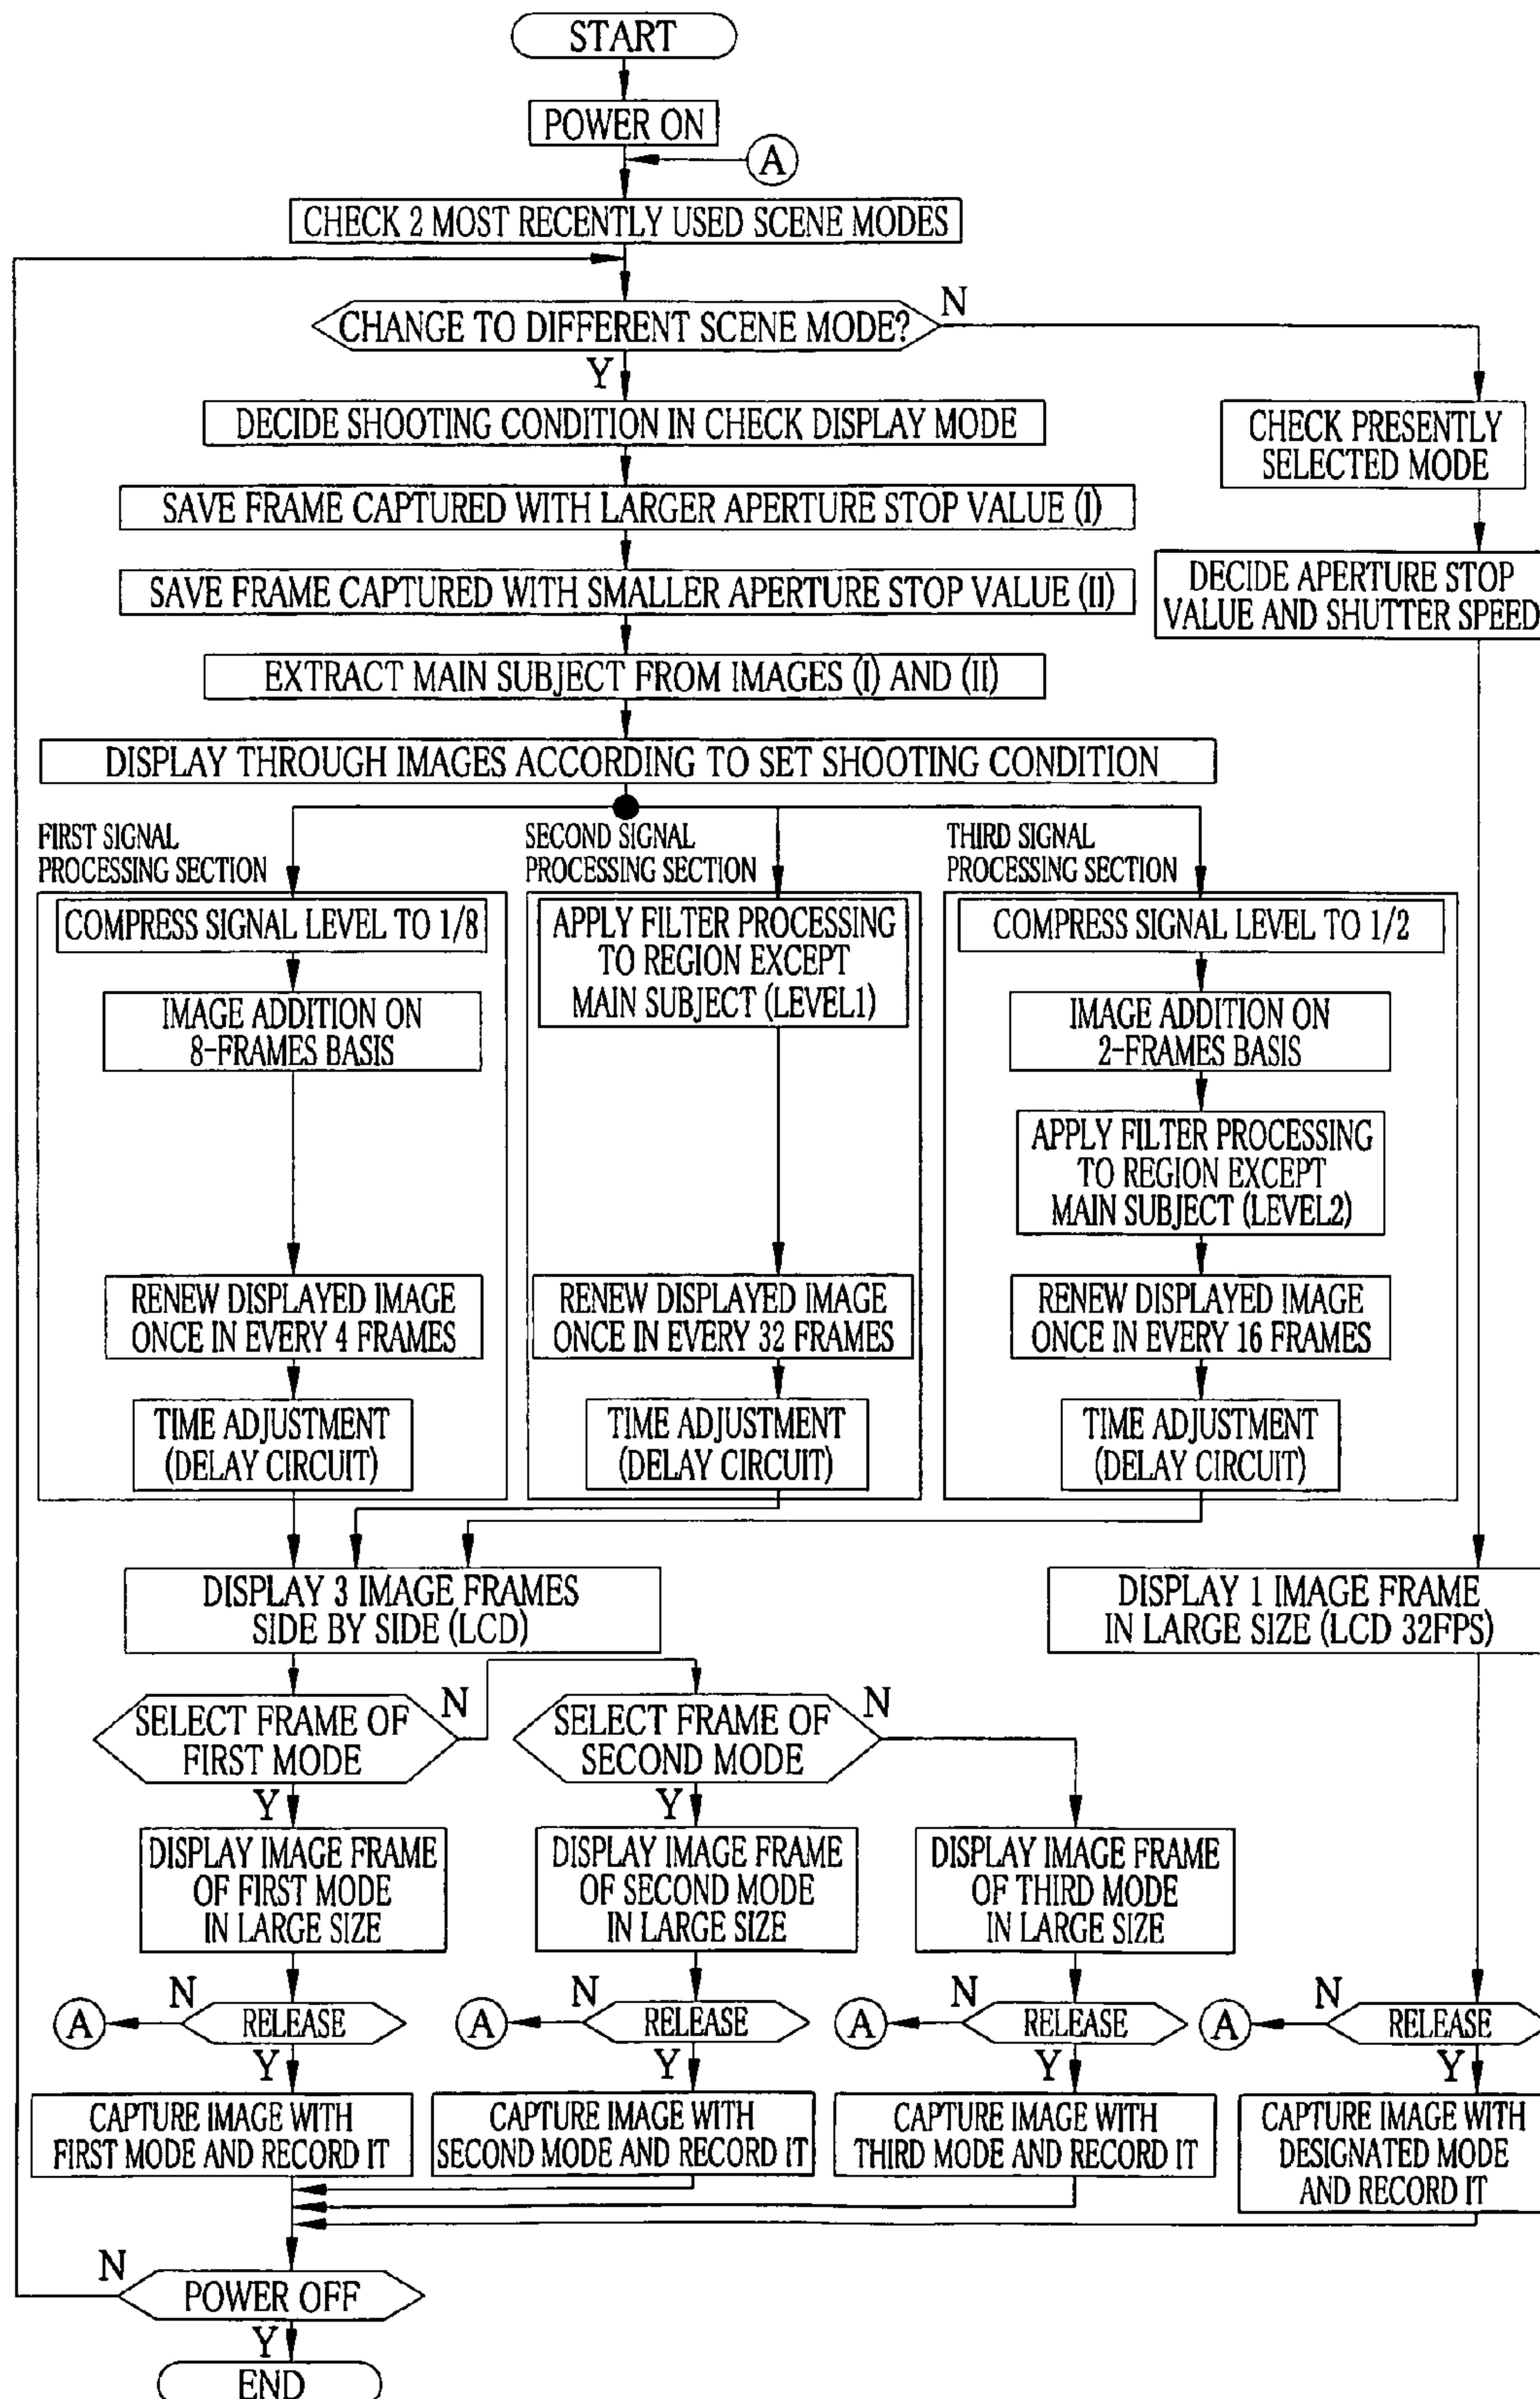 START
POWER ON
A
CHECK 2 MOST RECENTLY USED SCENE MODES
CHANGE TO DIFFERENT SCENE MODE?
N
Y
DECIDE SHOOTING CONDITION IN CHECK DISPLAY MODE
CHECK PRESENTLY
SELECTED MODE
SAVE FRAME CAPTURED WITH LARGER APERTURE STOP VALUE (I)
SAVE FRAME CAPTURED WITH SMALLER APERTURE STOP VALUE (II)
DECIDE APERTURE STOP
VALUE AND SHUTTER SPEED
EXTRACT MAIN SUBJECT FROM IMAGES (I) AND (II)
DISPLAY THROUGH IMAGES ACCORDING TO SET SHOOTING CONDITION
FIRST SIGNAL
PROCESSING SECTION
COMPRESS SIGNAL LEVEL TO 1/8
IMAGE ADDITION ON
8-FRAMES BASIS
RENEW DISPLAYED IMAGE
ONCE IN EVERY 4 FRAMES
TIME ADJUSTMENT
(DELAY CIRCUIT)
SECOND SIGNAL
PROCESSING SECTION
APPLY FILTER PROCESSING
TO REGION EXCEPT
MAIN SUBJECT (LEVEL1)
RENEW DISPLAYED IMAGE
ONCE IN EVERY 32 FRAMES
TIME ADJUSTMENT
(DELAY CIRCUIT)
THIRD SIGNAL
PROCESSING SECTION
COMPRESS SIGNAL LEVEL TO 1/2
IMAGE ADDITION ON
2-FRAMES BASIS
APPLY FILTER PROCESSING
TO REGION EXCEPT
MAIN SUBJECT (LEVEL2)
RENEW DISPLAYED IMAGE
ONCE IN EVERY 16 FRAMES
TIME ADJUSTMENT
(DELAY CIRCUIT)
DISPLAY 3 IMAGE FRAMES
SIDE BY SIDE (LCD)
DISPLAY 1 IMAGE FRAME
IN LARGE SIZE (LCD 32FPS)
SELECT FRAME OF
FIRST MODE
N
Y
SELECT FRAME OF
SECOND MODE
N
Y
DISPLAY IMAGE FRAME
OF FIRST MODE
IN LARGE SIZE
DISPLAY IMAGE FRAME
OF SECOND MODE
IN LARGE SIZE
DISPLAY IMAGE FRAME
OF THIRD MODE
IN LARGE SIZE
A
N
RELEASE
Y
A
N
RELEASE
Y
A
N
RELEASE
Y
A
N
RELEASE
Y
CAPTURE IMAGE WITH
FIRST MODE AND RECORD IT
CAPTURE IMAGE WITH
SECOND MODE AND RECORD IT
CAPTURE IMAGE WITH
THIRD MODE AND RECORD IT
CAPTURE IMAGE WITH
DESIGNATED MODE
AND RECORD IT
N
POWER OFF
Y
END